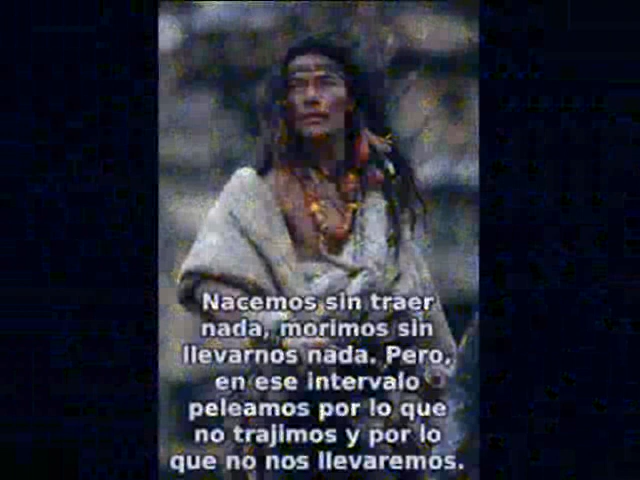 Nacemos sin traer
nada, morimos sin
llevarnos nada. Pero,
en ese intervalo
peleamos por lo que
no trajimos y por lo
que no nos llevaremos.